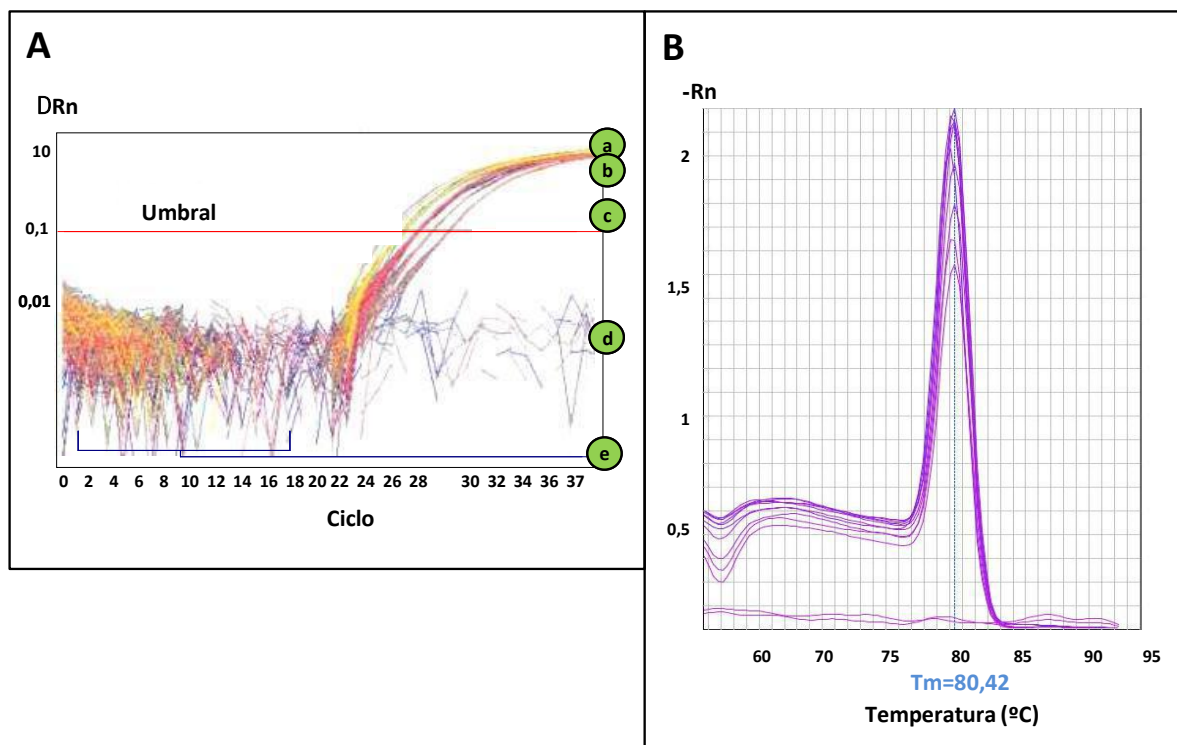 A
DRn
10
a
b
Umbral
c
0,1
0,01
d
e
0 2 4 6 8 10 12 14 16 18 20 22 24 26 28 30 32 34 36 37
Ciclo
B
-Rn
2
1,5
1
0,5
60 70 75 80 85 90 95
Tm=80,42
Temperatura (ºC)